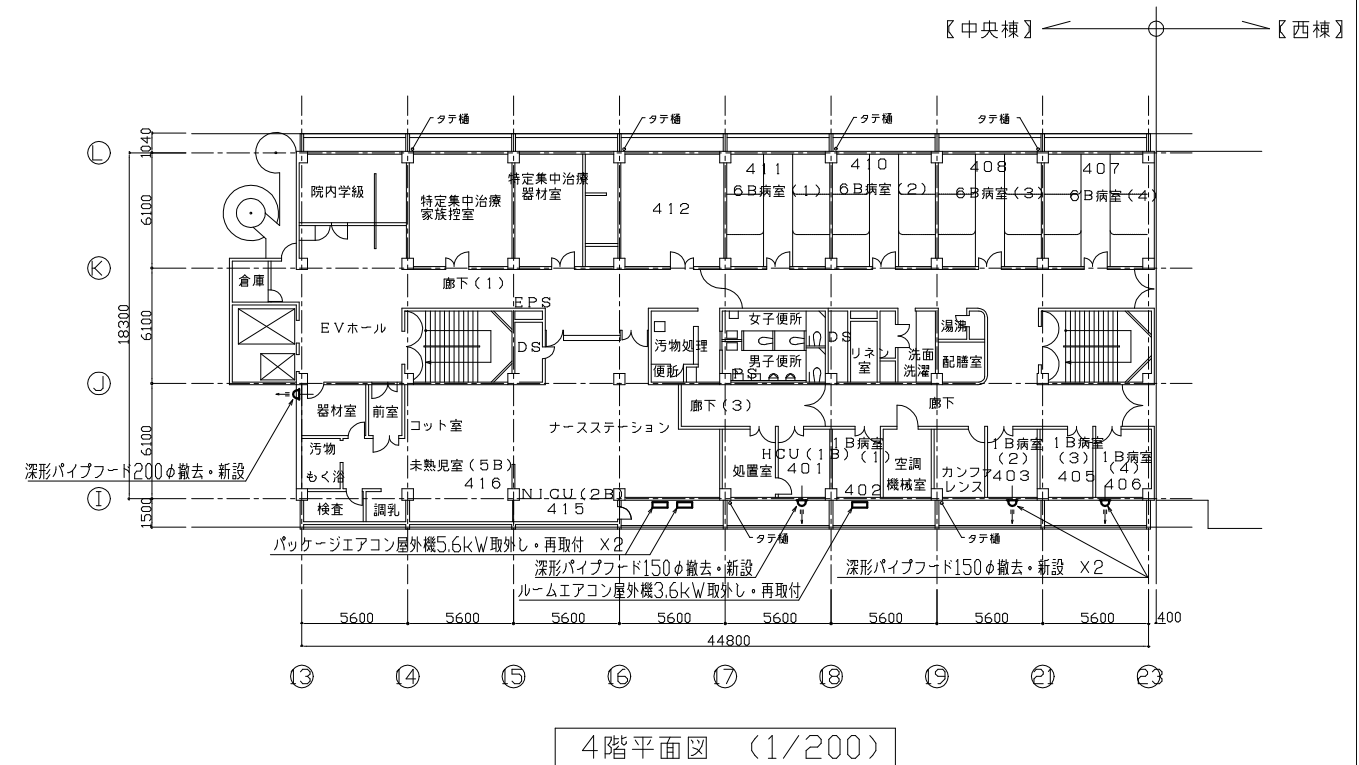 【中央棟】
【西棟】
タテ樋
タテ樋
タテ樋
タテ樋
L
K
J
I
1040
6100
6100
6100
1500
18300
院内学級
特定集中治療
家族控室
特定集中治療
器材室
412
411
6B病室(1)
410
6B病室(2)
408
6B病室(3)
407
6B病室(4)
倉庫
廊下(1)
EVホール
EPS
DS
汚物処理
便所
女子便所
男子便所
PS
DS
リネン
室
洗面
洗濯
湯沸
配膳室
器材室
前室
コット室
ナースステーション
廊下(3)
廊下
汚物
もく浴
検査
調乳
未熟児室(5B)
416
NICU(2B
415
処置室
HCU(1B)
401
1B病室
(1)
402
空調
機械室
カンファ
レンス
1B病室
(2)
403
1B病室
(3)
405
1B病室
(4)
406
深形パイプフード200φ撤去・新設
パッケージエアコン屋外機5.6kW取外し・再取付 ×2
深形パイプフード150φ撤去・新設
ルームエアコン屋外機3.6kW取外し・再取付
タテ樋
タテ樋
深形パイプフード150φ撤去・新設 ×2
5600
5600
5600
5600
5600
5600
5600
5600
400
44800
13
14
15
16
17
18
19
21
23
4階平面図 (1/200)